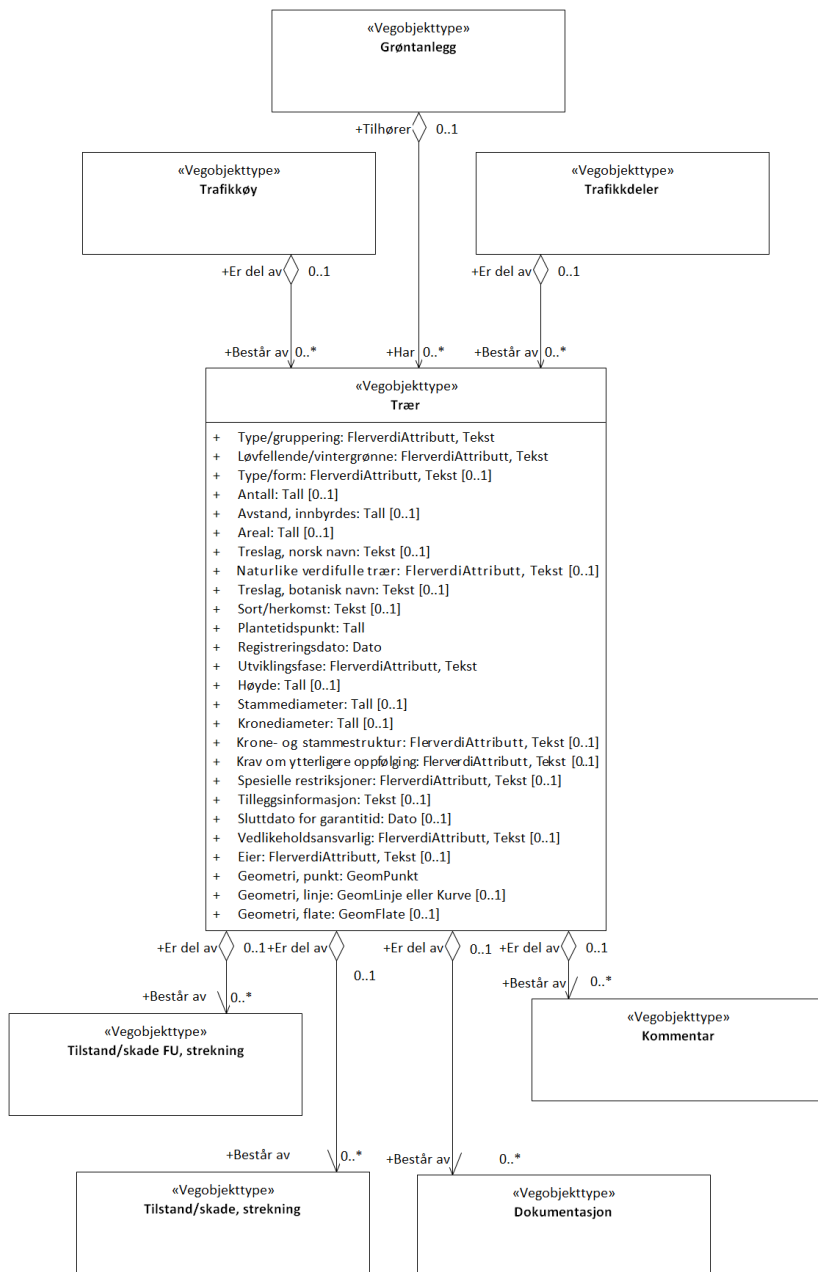 «Vegobjekttype»
Grøntanlegg
+Tilhører 0..1
«Vegobjekttype»
Trafikkøy
«Vegobjekttype»
Trafikkdeler
+Er del av 0..1
+Er del av 0..1
+Består av 0..*
+Har 0..*
+Består av 0..*
«Vegobjekttype»
Trær
+ Type/gruppering: FlerverdiAttributt, Tekst
+ Løvfellende/vintergrønne: FlerverdiAttributt, Tekst
+ Type/form: FlerverdiAttributt, Tekst [0..1]
+ Antall: Tall [0..1]
+ Avstand, innbyrdes: Tall [0..1]
+ Areal: Tall [0..1]
+ Treslag, norsk navn: Tekst [0..1]
+ Naturlike verdifulle trær: FlerverdiAttributt, Tekst [0..1]
+ Treslag, botanisk navn: Tekst [0..1]
+ Sort/herkomst: Tekst [0..1]
+ Plantetidspunkt: Tall
+ Registreringsdato: Dato
+ Utviklingsfase: FlerverdiAttributt, Tekst
+ Høyde: Tall [0..1]
+ Stammediameter: Tall [0..1]
+ Kronediameter: Tall [0..1]
+ Krone- og stammestruktur: FlerverdiAttributt, Tekst [0..1]
+ Krav om ytterligere oppfølging: FlerverdiAttributt, Tekst [0..1]
+ Spesielle restriksjoner: FlerverdiAttributt, Tekst [0..1]
+ Tilleggsinformasjon: Tekst [0..1]
+ Sluttdato for garantitid: Dato [0..1]
+ Vedlikeholdsansvarlig: FlerverdiAttributt, Tekst [0..1]
+ Eier: FlerverdiAttributt, Tekst [0..1]
+ Geometri, punkt: GeomPunkt
+ Geometri, linje: GeomLinje eller Kurve [0..1]
+ Geometri, flate: GeomFlate [0..1]
+Er del av 0..1
+Er del av 0..1
+Er del av 0..1
+Er del av 0..1
+Består av 0..*
+Består av 0..*
«Vegobjekttype»
Tilstand/skade FU, strekning
«Vegobjekttype»
Kommentar
+Består av 0..*
+Består av 0..*
«Vegobjekttype»
Tilstand/skade, strekning
«Vegobjekttype»
Dokumentasjon